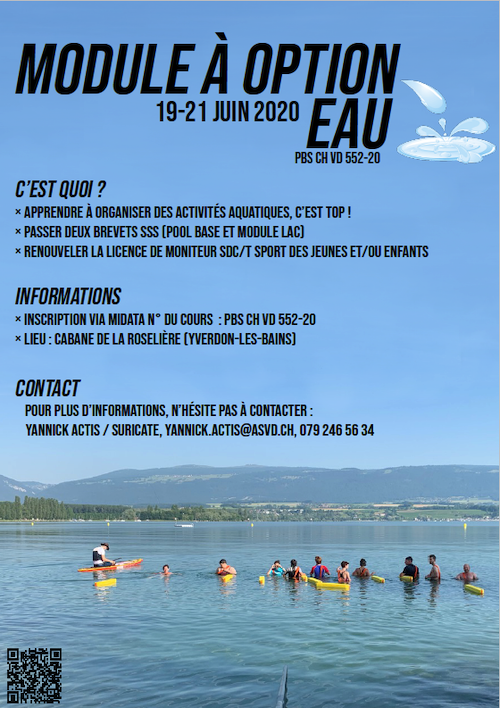 MODULE À OPTION
19-21 JUIN 2020
EAU
PBS CH VD 552-20
C'EST QUOI ?
× APPRENDRE À ORGANISER DES ACTIVITÉS AQUATIQUES, C'EST TOP !
× PASSER DEUX BREVETS SSS (POOL BASE ET MODULE LAC)
× RENOUVELER LA LICENCE DE MONITEUR SDC/T SPORT DES JEUNES ET/OU ENFANTS
INFORMATIONS
× INSCRIPTION VIA MIDATA N° DU COURS : PBS CH VD 552-20
× LIEU : CABANE DE LA ROSELIÈRE (YVERDON-LES-BAINS)
CONTACT
POUR PLUS D'INFORMATIONS, N'HÉSITE PAS À CONTACTER :
YANNICK ACTIS / SURICATE, YANNICK.ACTIS@ASVD.CH, 079 246 56 34